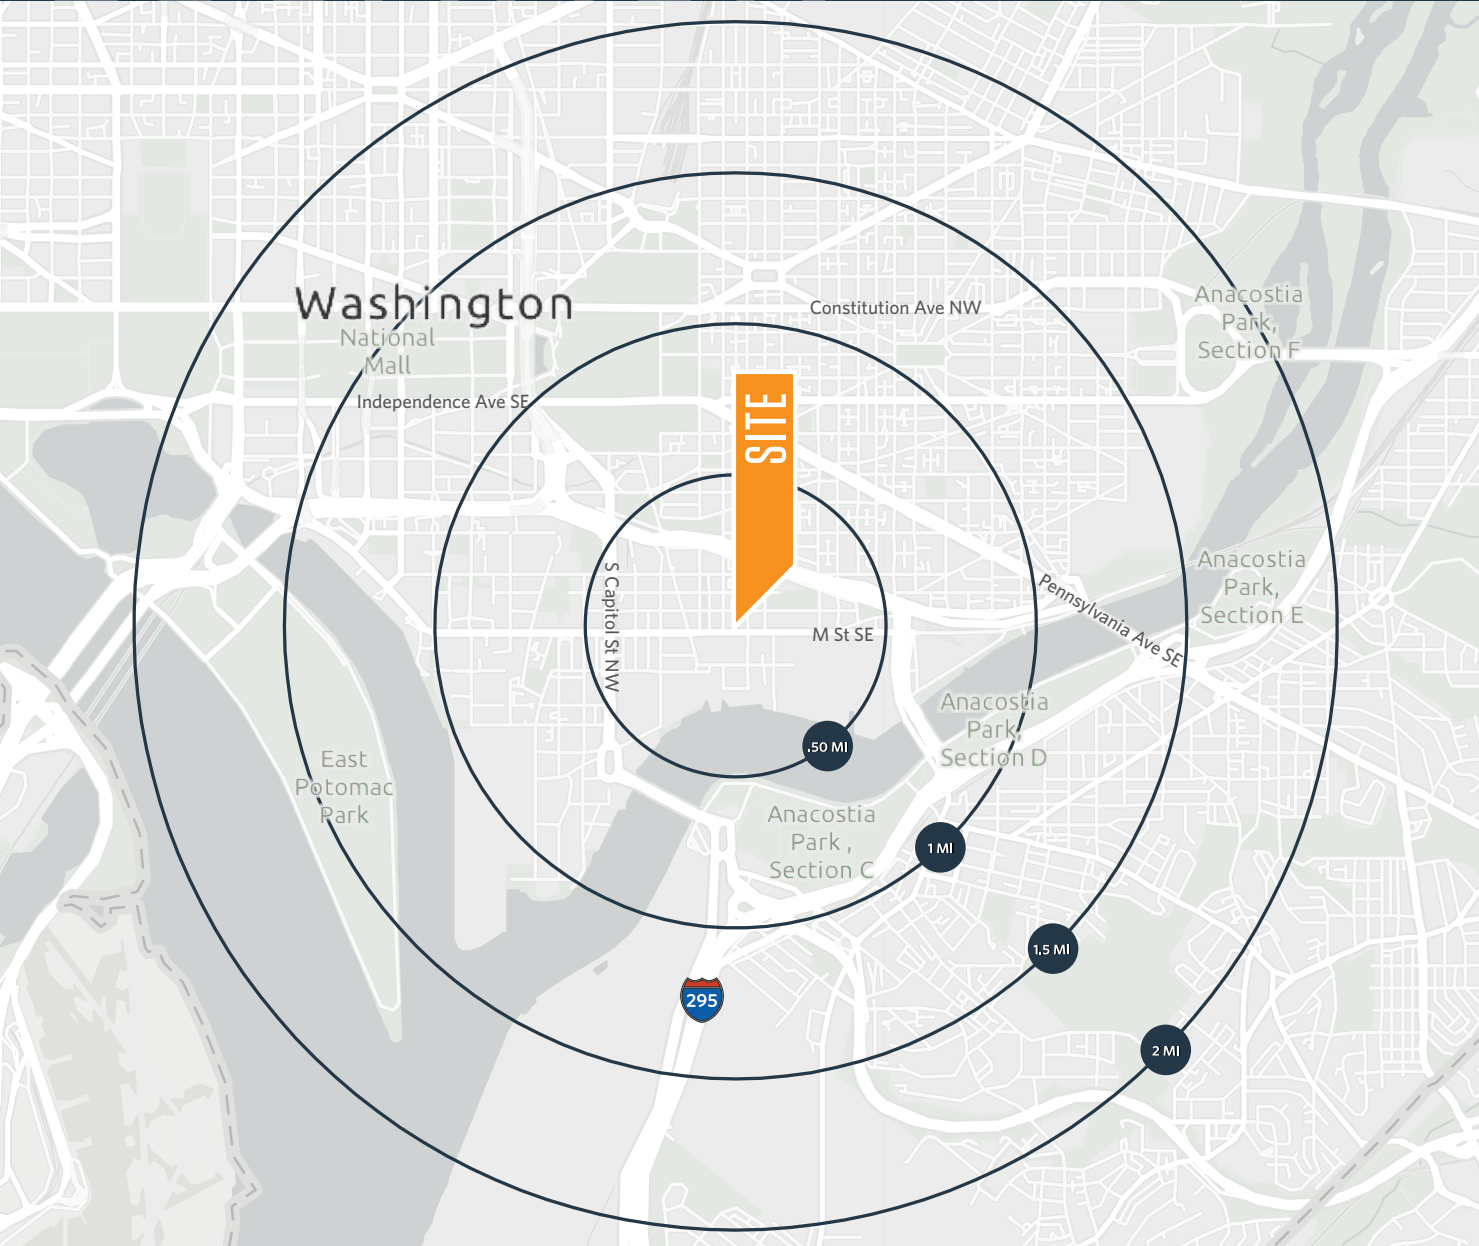 Washington
National
Mall
Constitution Ave NW
Anacostia
Park,
Section F
Independence Ave SE
SITE
S Capitol St NW
M St SE
Pennsylvania Ave SE
Anacostia
Park,
Section E
Anacostia
Park,
Section D
East
Potomac
Park
.50 MI
Anacostia
Park ,
Section C
1 MI
1.5 MI
295
2 MI